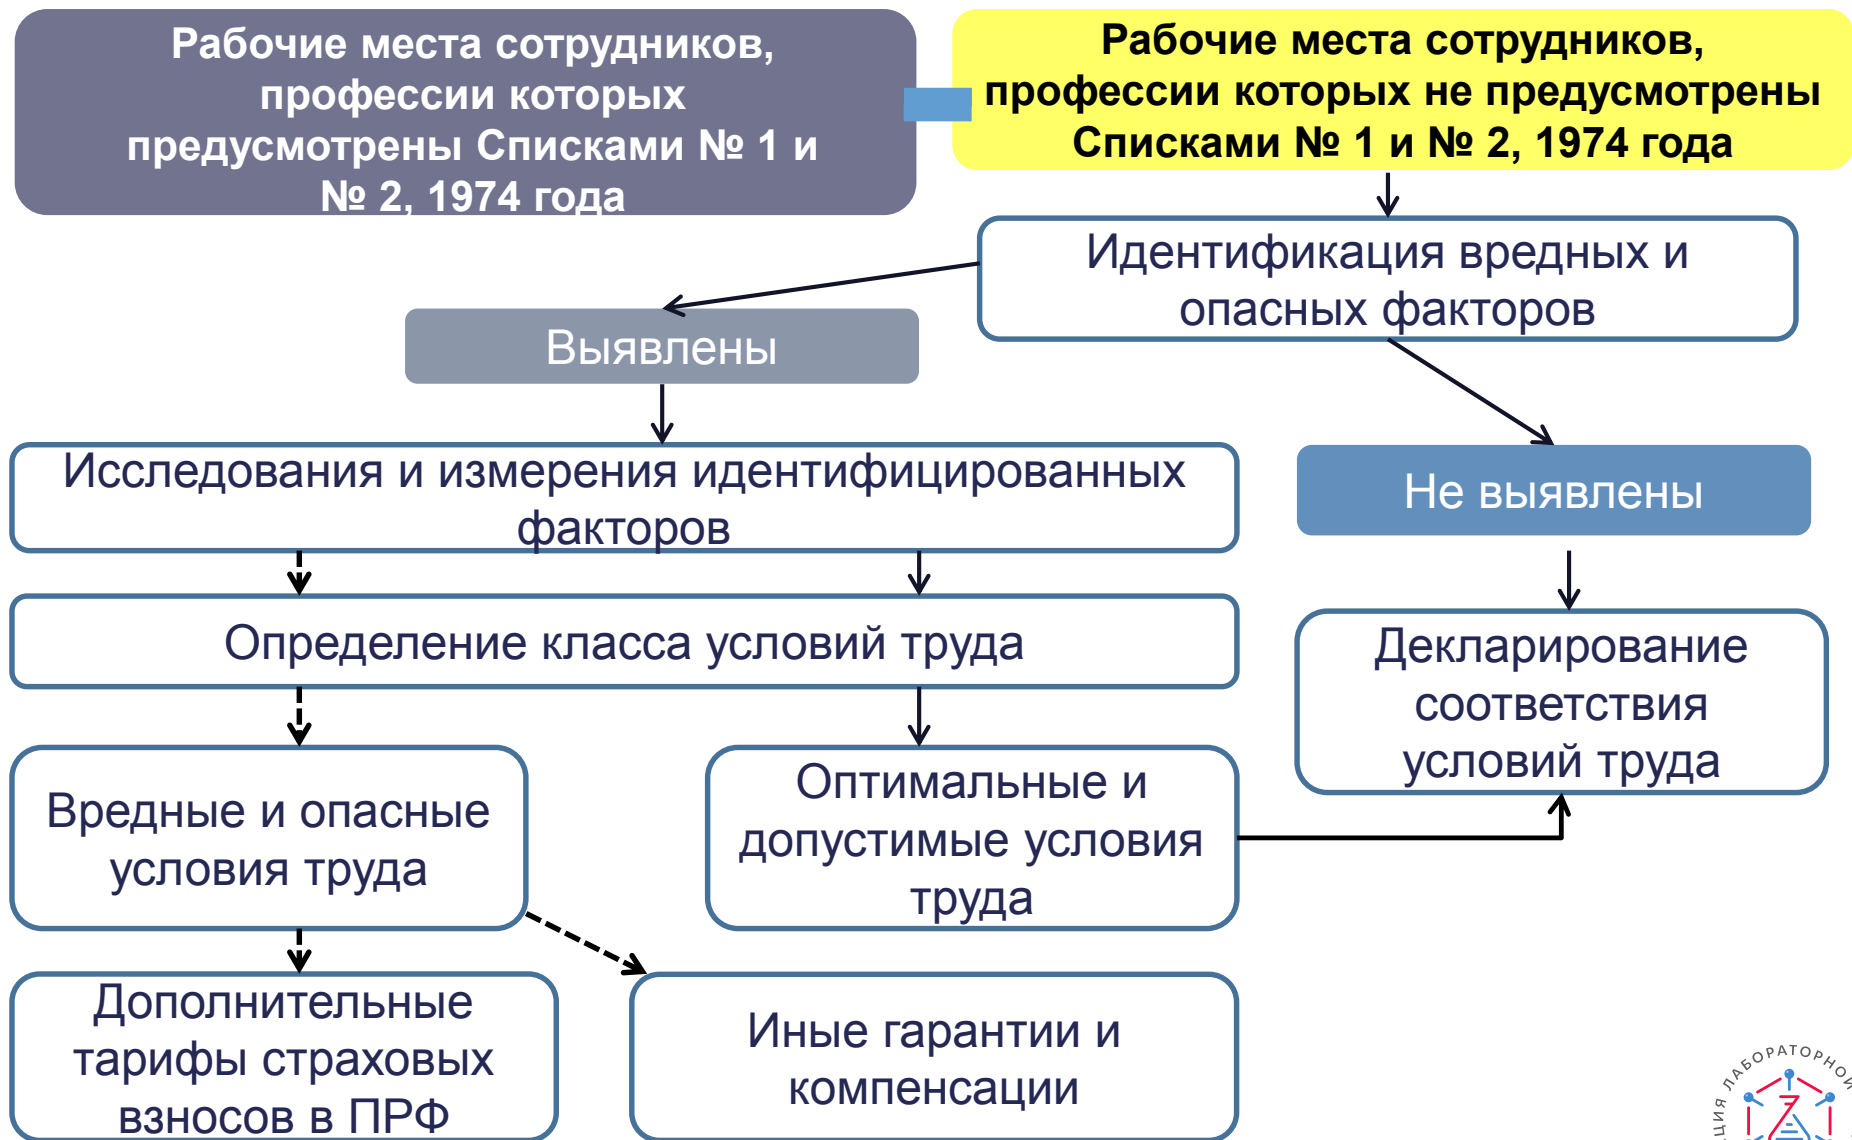 Рабочие места сотрудников,
профессии которых
предусмотрены Списками № 1 и
№ 2, 1974 года
Рабочие места сотрудников,
профессии которых не предусмотрены
Списками № 1 и № 2, 1974 года
Идентификация вредных и
опасных факторов
Выявлены
Исследования и измерения идентифицированных
факторов
Не выявлены
Определение класса условий труда
Декларирование
соответствия
условий труда
Вредные и опасные
условия труда
Оптимальные и
допустимые условия
труда
Дополнительные
тарифы страховых
взносов в ПРФ
Иные гарантии и
компенсации
ЛАБОРАТОРНОЙ